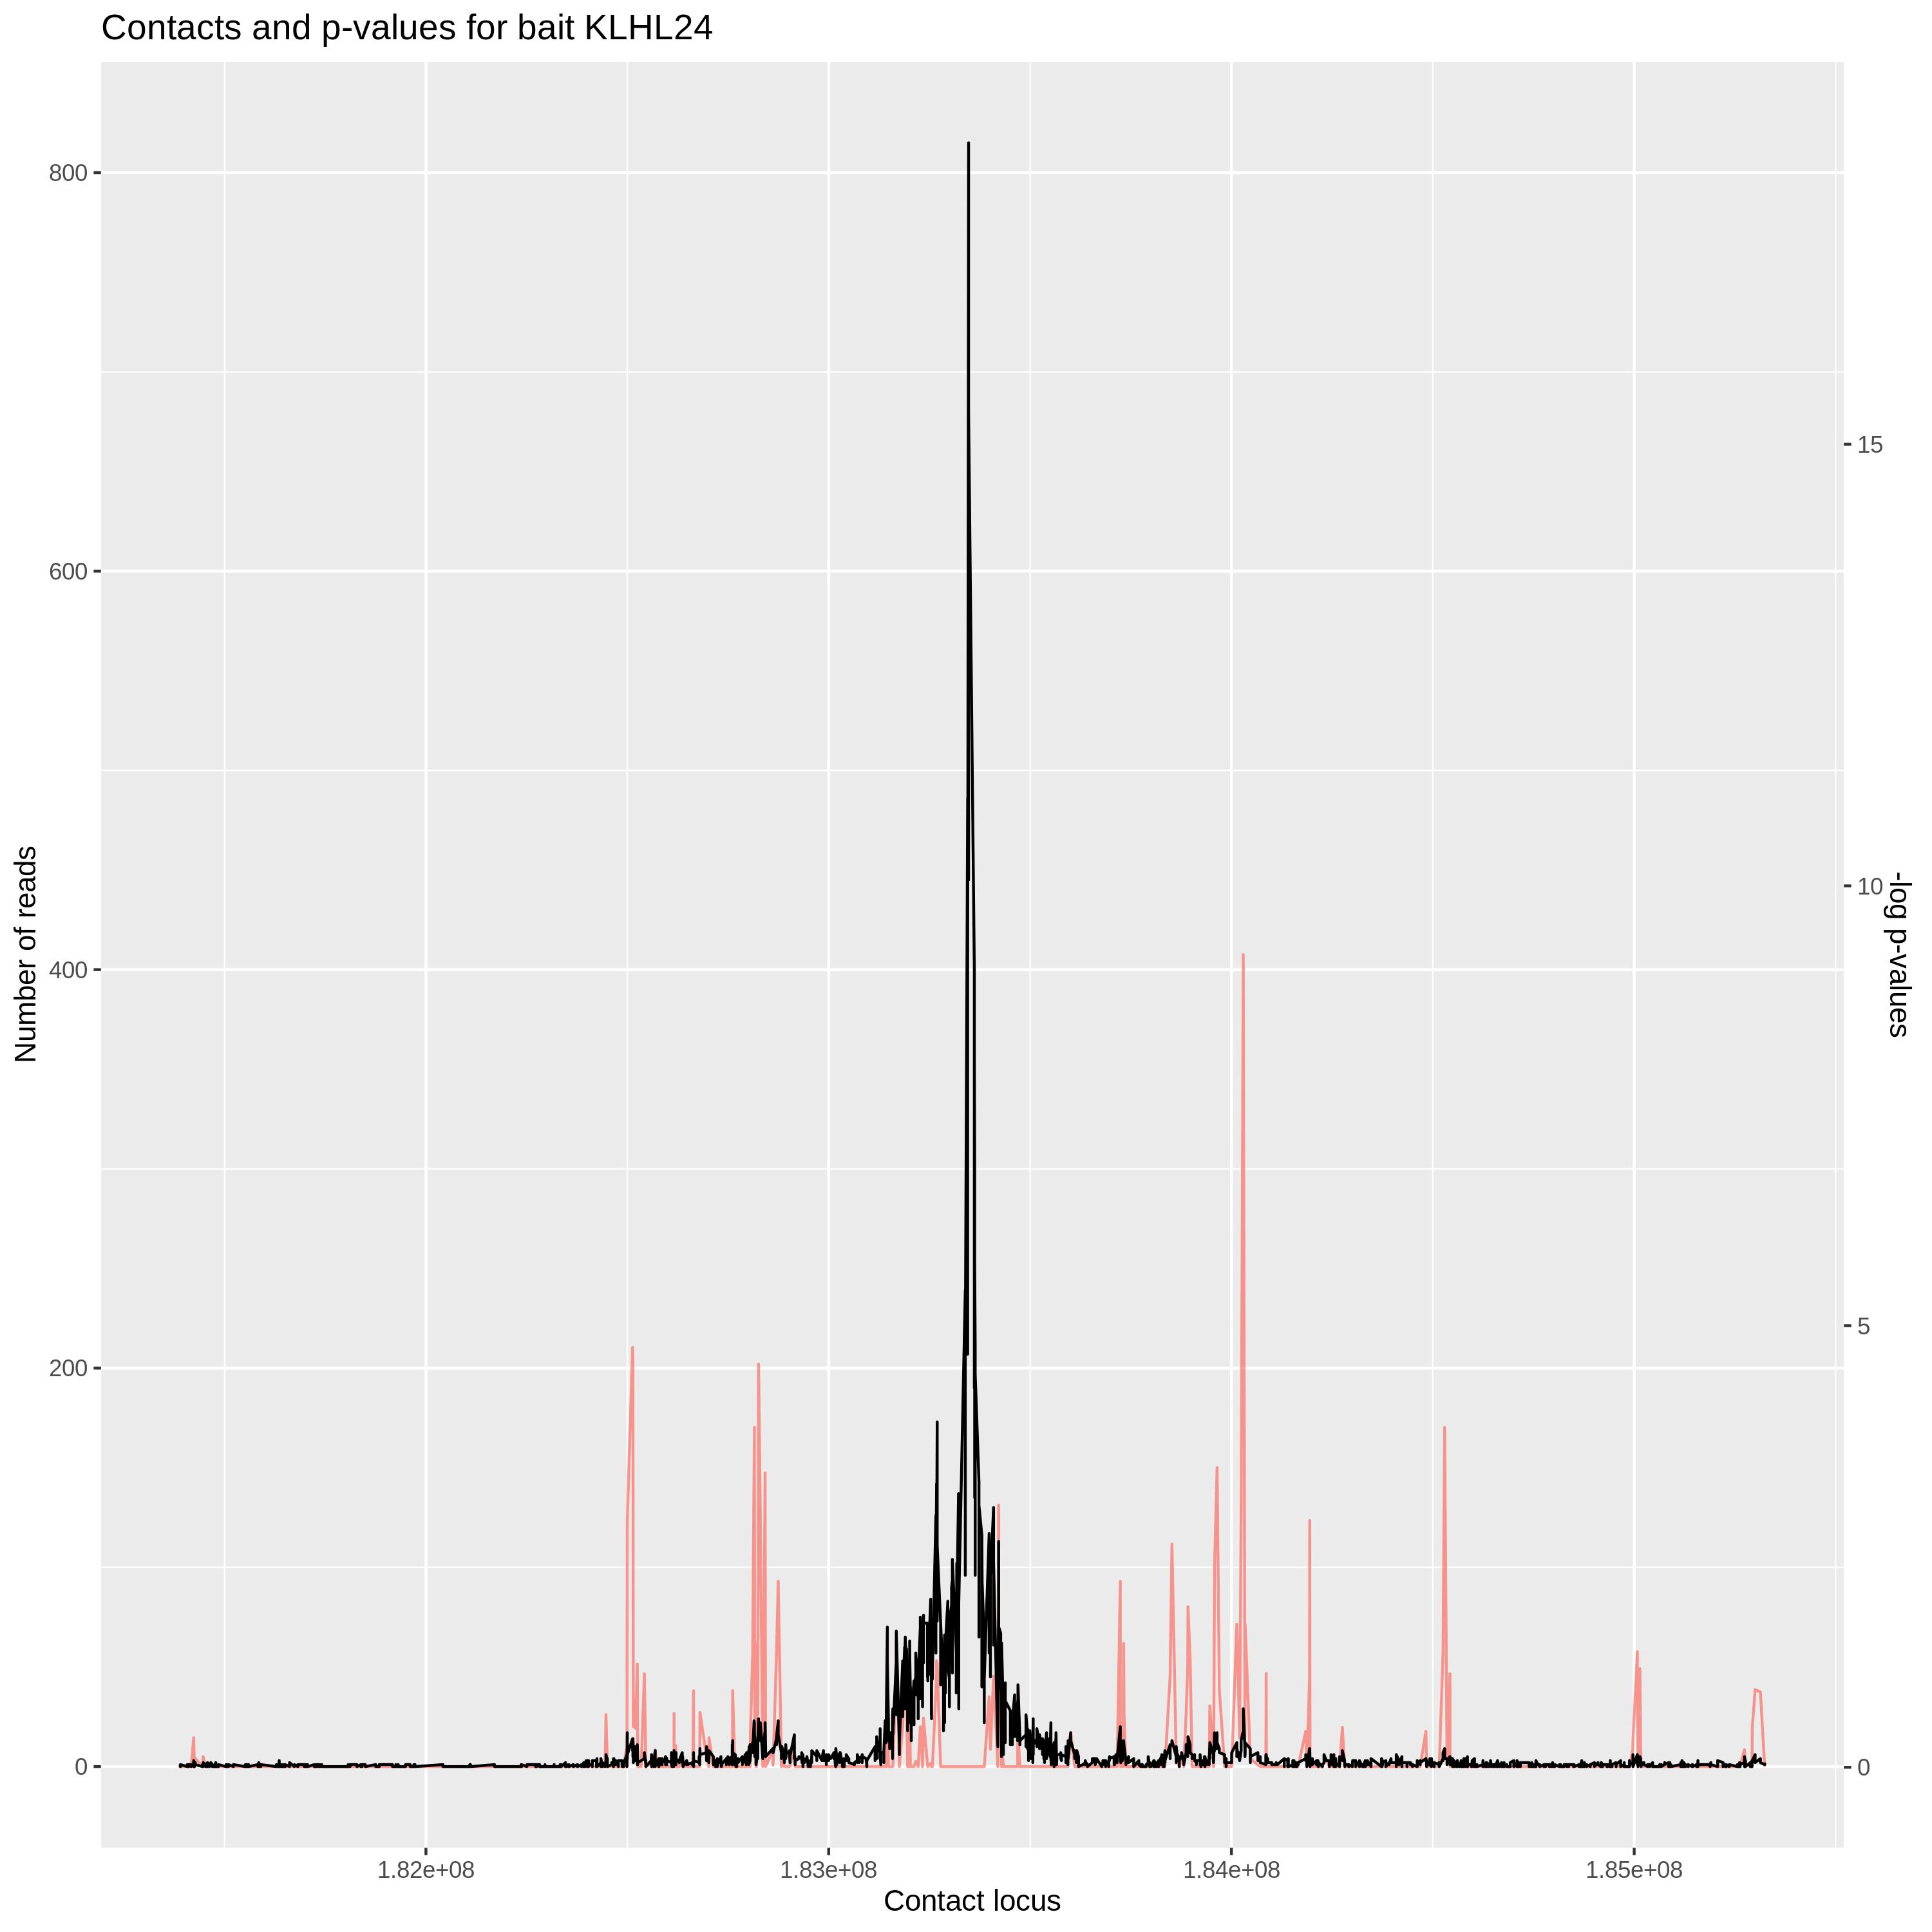 Contacts and p-values for bait KLHL24
Number of reads
800
600
400
200
0
15
10
5
0
-log p-values
1.82e+08 1.83e+08 1.84e+08 1.85e+08
Contact locus